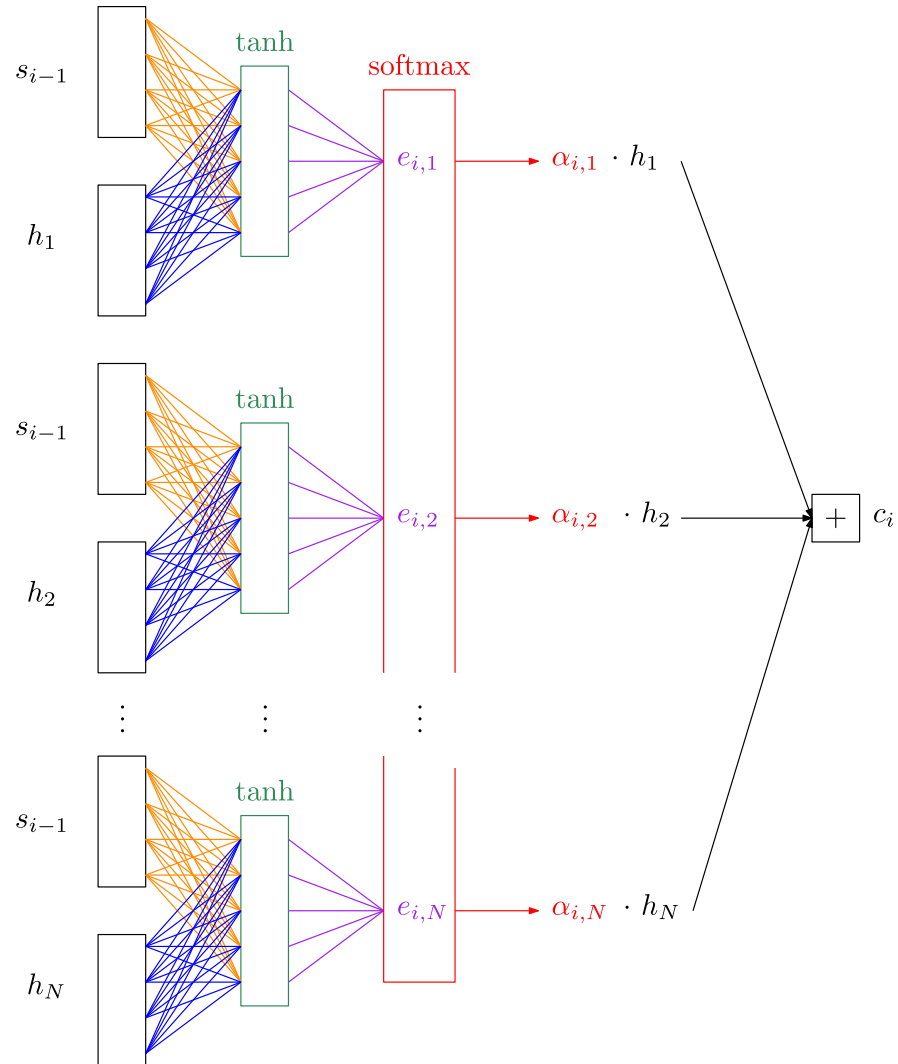 tanh
softmax
s_{i-1}
e_{i,1}
α_{i,1} · h_1
h_1
tanh
s_{i-1}
e_{i,2}
α_{i,2} · h_2
+ c_i
h_2
⋮ ⋮ ⋮
tanh
s_{i-1}
e_{i,N}
α_{i,N} · h_N
h_N